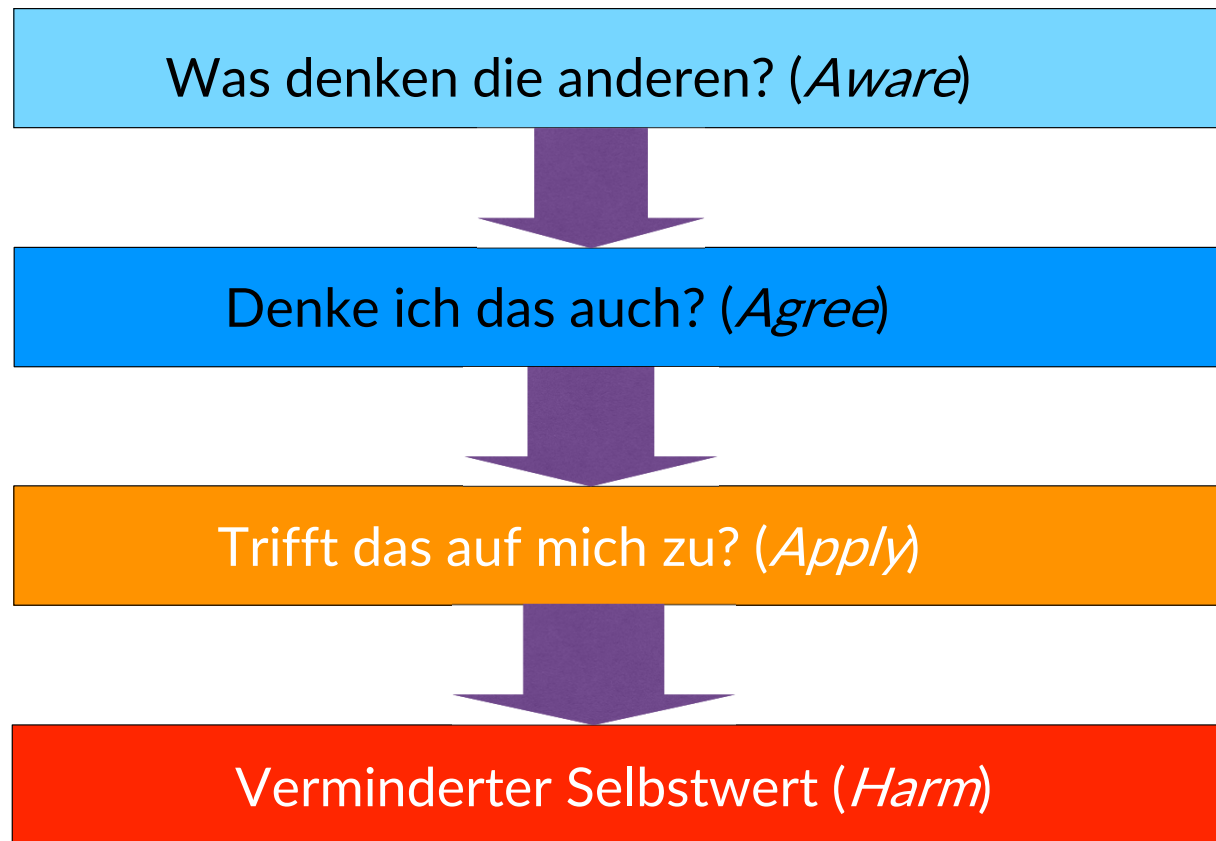 Was denken die anderen? (Aware)
Denke ich das auch? (Agree)
Trifft das auf mich zu? (Apply)
Verminderter Selbstwert (Harm)